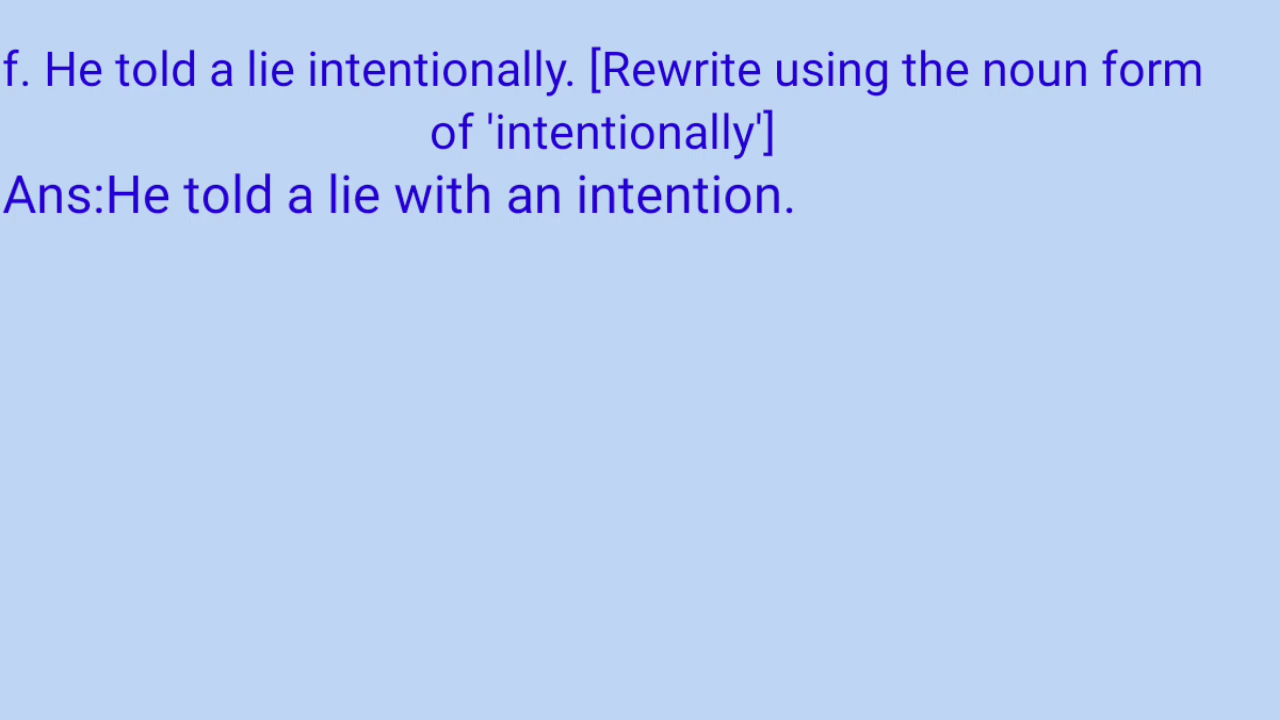 f. He told a lie intentionally. [Rewrite using the noun form
of 'intentionally']
Ans:He told a lie with an intention.